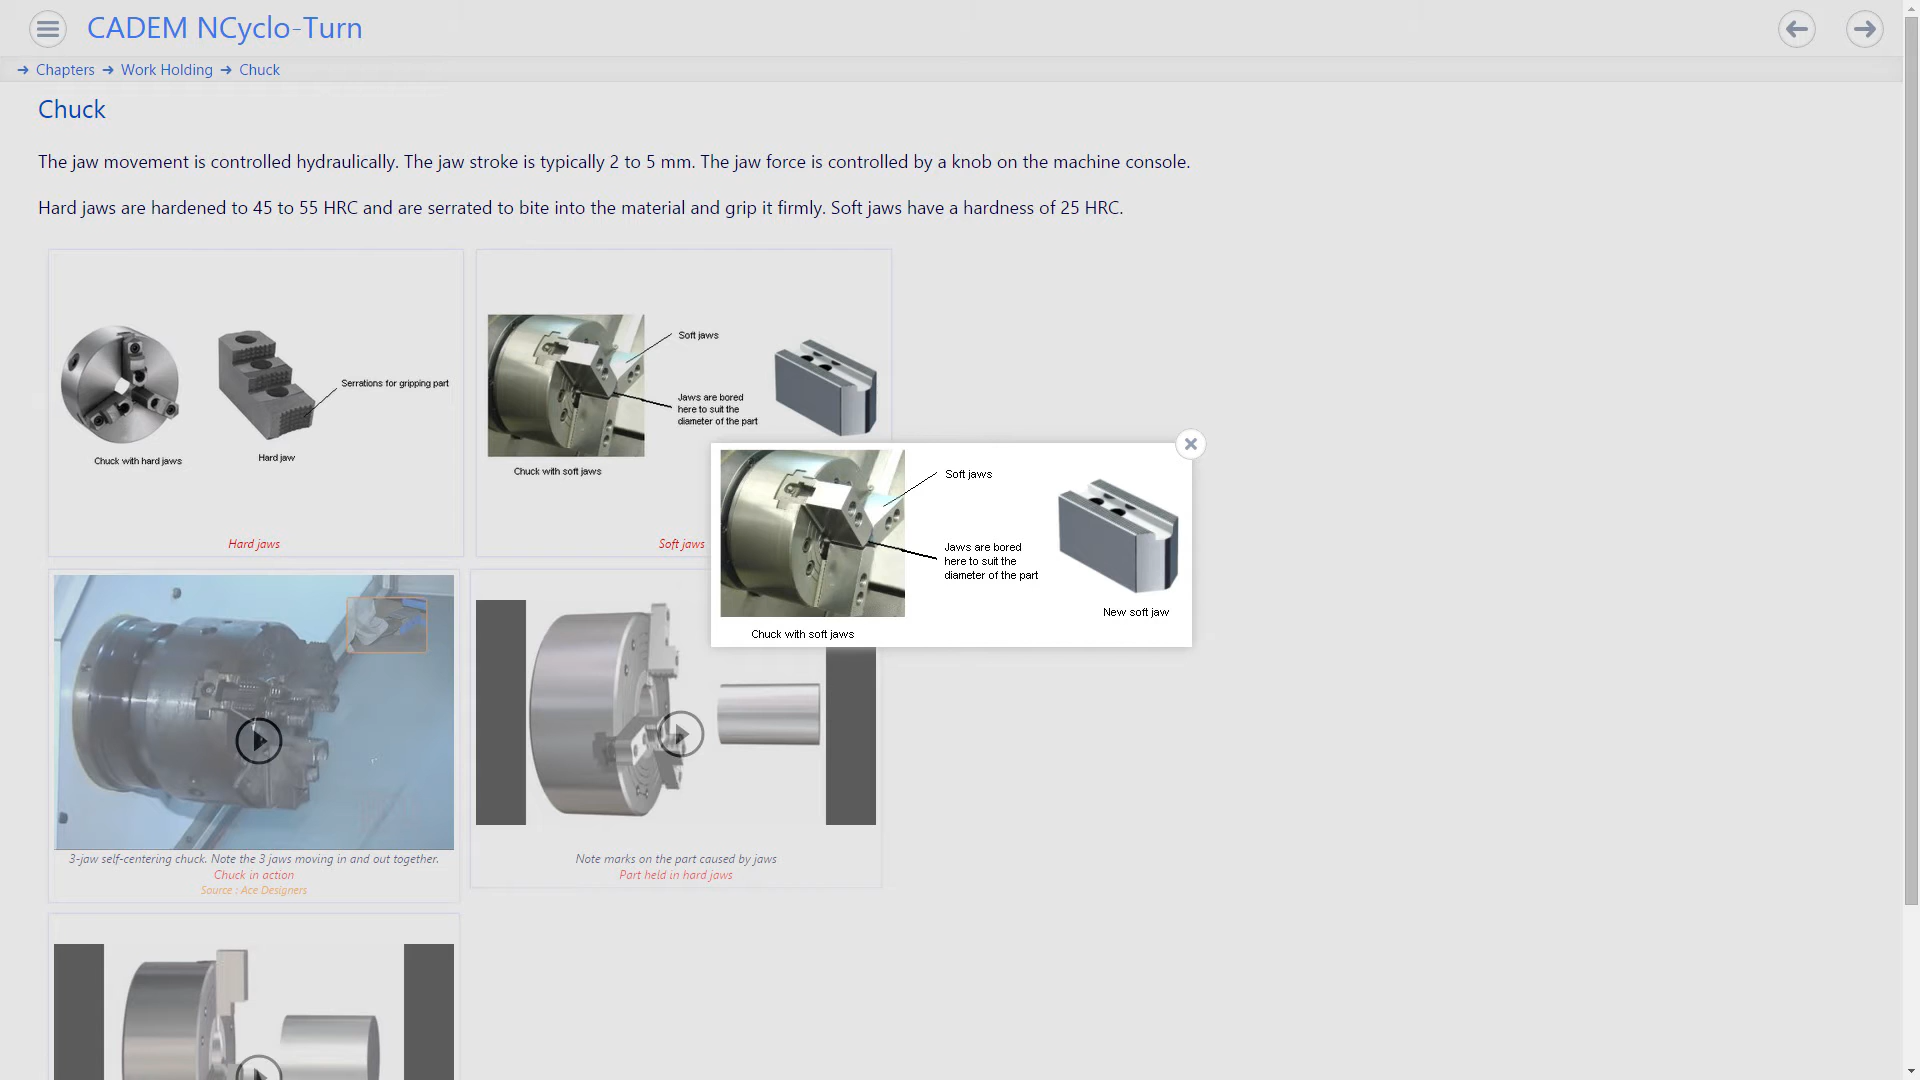 CADEM NCyclo-Turn
Chapters Work Holding Chuck
Chuck
The jaw movement is controlled hydraulically. The jaw stroke is typically 2 to 5 mm. The jaw force is controlled by a knob on the machine console.
Hard jaws are hardened to 45 to 55 HRC and are serrated to bite into the material and grip it firmly. Soft jaws have a hardness of 25 HRC.
Serrations for gripping part
Chuck with hard jaws
Hard jaw
Hard jaws
Soft jaws
Jaws are bored
here to suit the
diameter of the part
Chuck with soft jaws
Soft jaws
Soft jaws
Jaws are bored
here to suit the
diameter of the part
New soft jaw
Chuck with soft jaws
3-jaw self-centering chuck. Note the 3 jaws moving in and out together.
Chuck in action
Source : Ace Designers
Note marks on the part caused by jaws
Part held in hard jaws